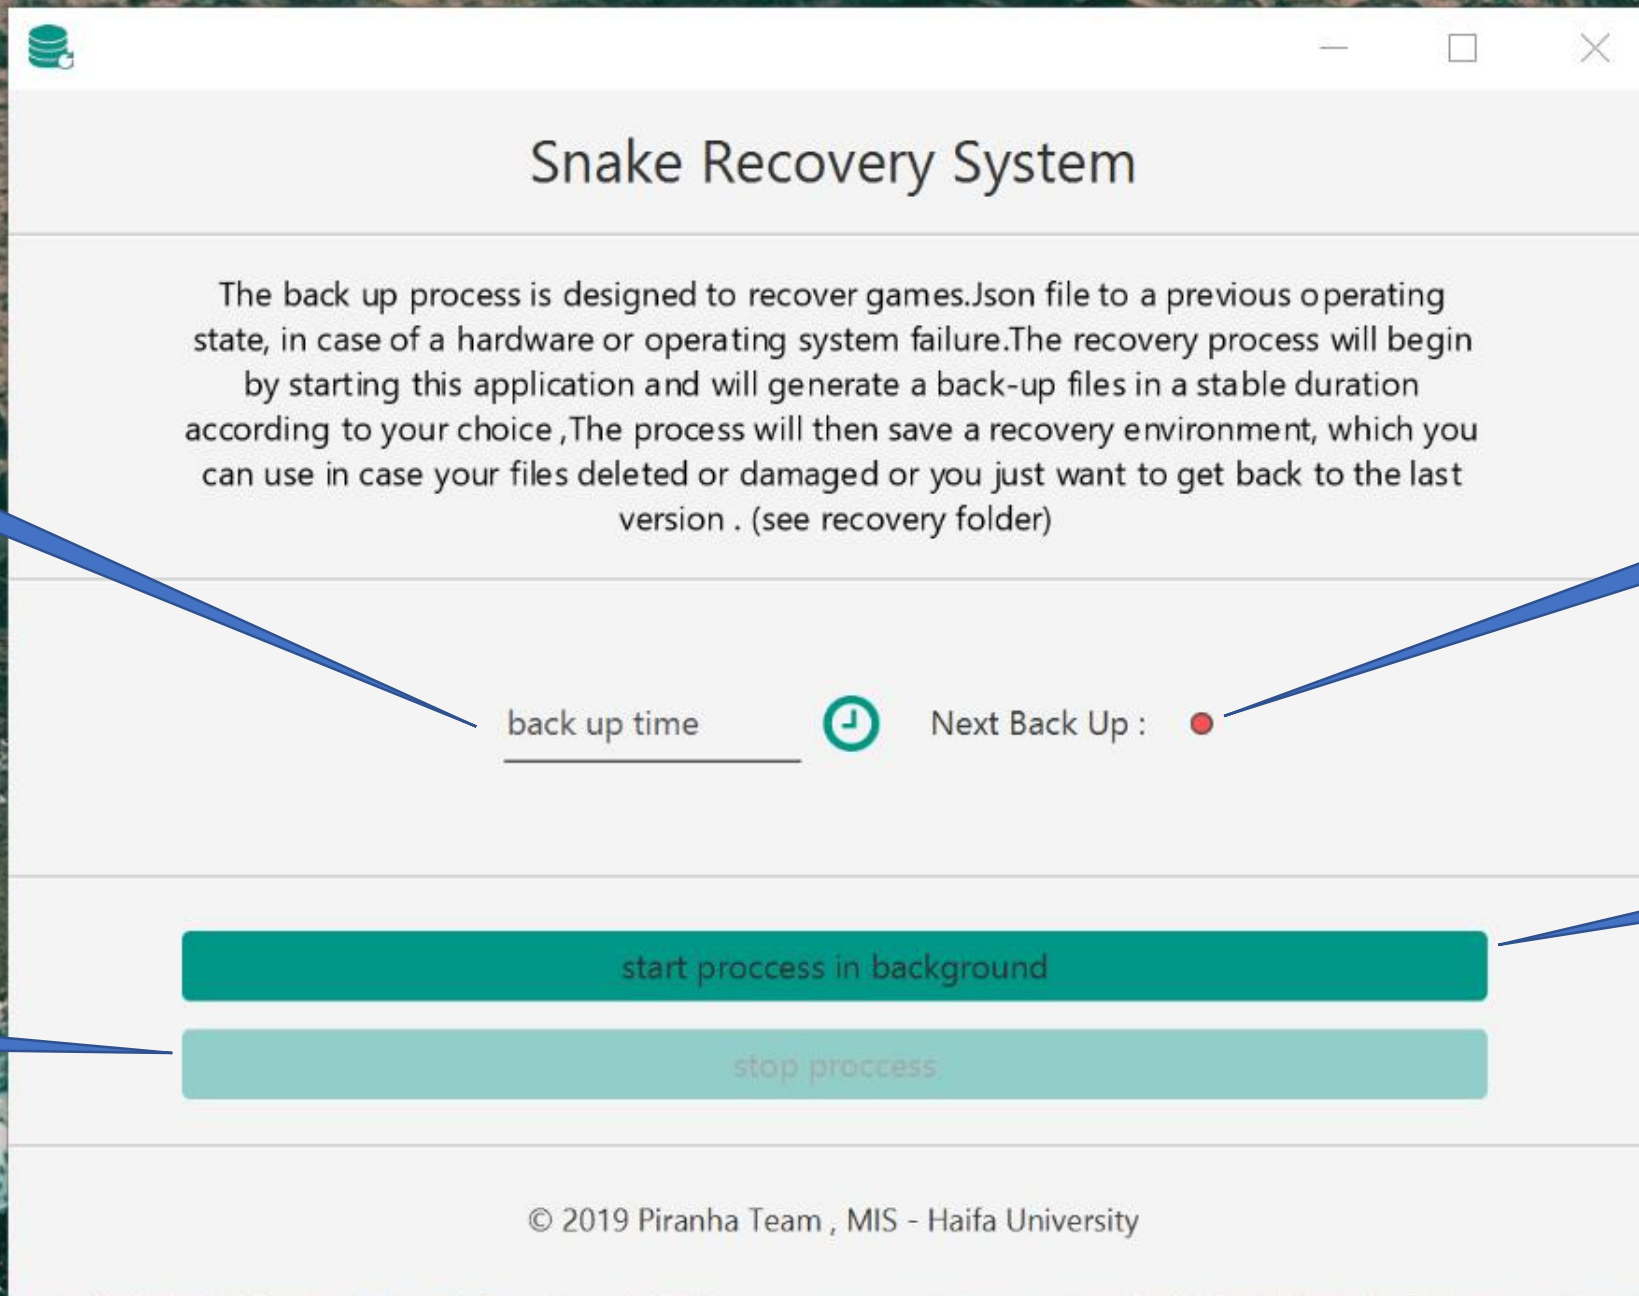 Snake Recovery System
The back up process is designed to recover games.Json file to a previous operating
state, in case of a hardware or operating system failure.The recovery process will begin
by starting this application and will generate a back-up files in a stable duration
according to your choice ,The process will then save a recovery environment, which you
can use in case your files deleted or damaged or you just want to get back to the last
version . (see recovery folder)
back up time
Next Back Up :
start proccess in background
stop proccess
© 2019 Piranha Team , MIS - Haifa University